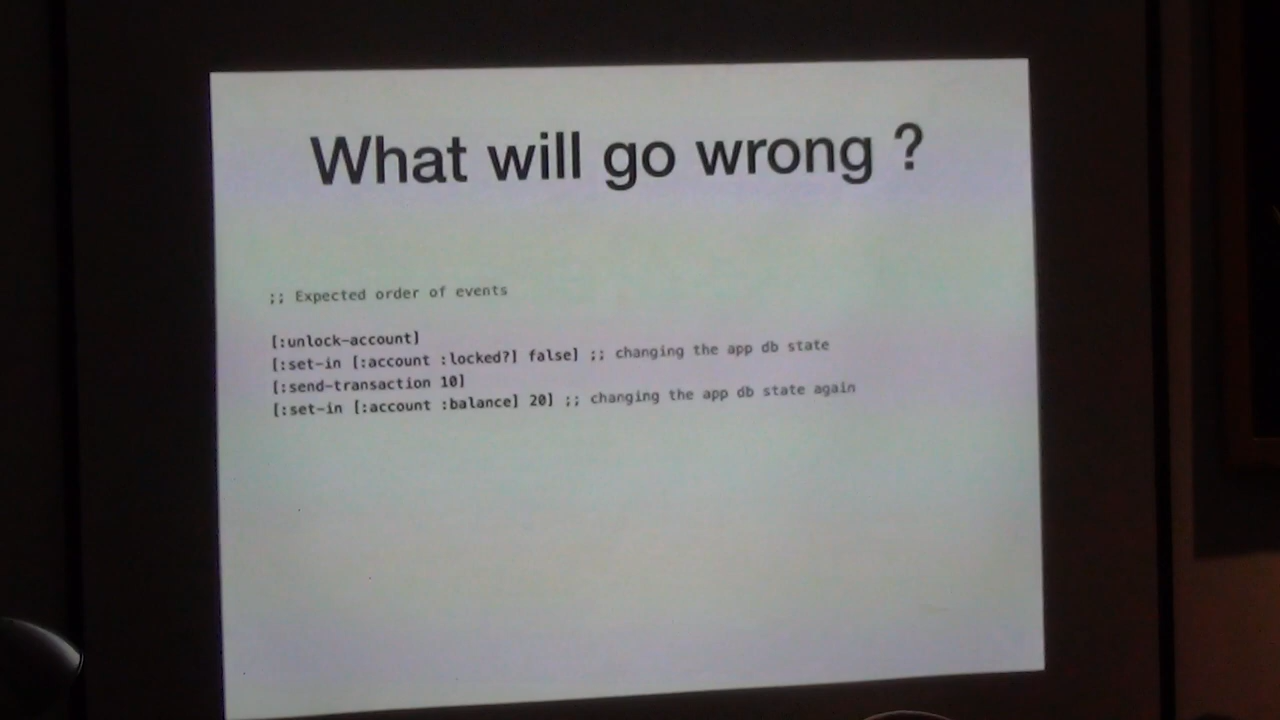 What will go wrong ?
;; Expected order of events
[:unlock-account]
[:set-in [:account :locked?] false] ;; changing the app db state
[:send-transaction 10]
[:set-in [:account :balance] 20] ;; changing the app db state again